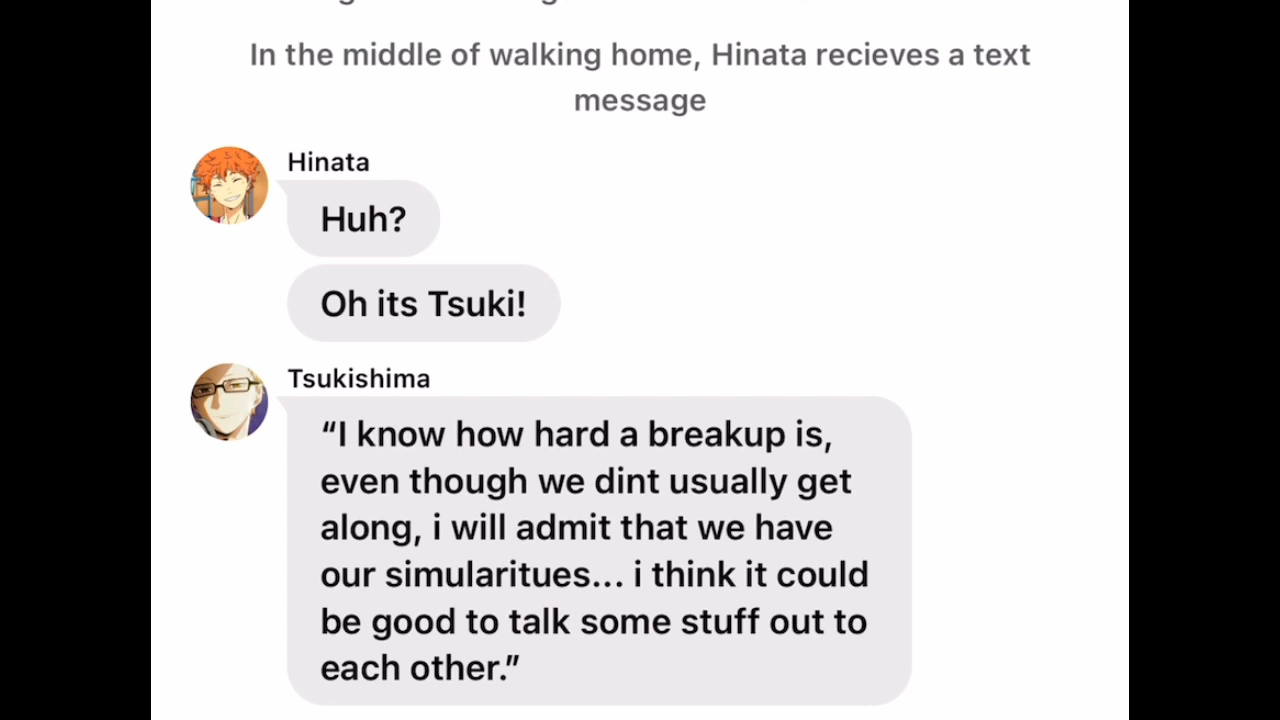 In the middle of walking home, Hinata recieves a text
message
Hinata
Huh?
Oh its Tsuki!
Tsukishima
“I know how hard a breakup is,
even though we dint usually get
along, i will admit that we have
our simularitues... i think it could
be good to talk some stuff out to
each other.”